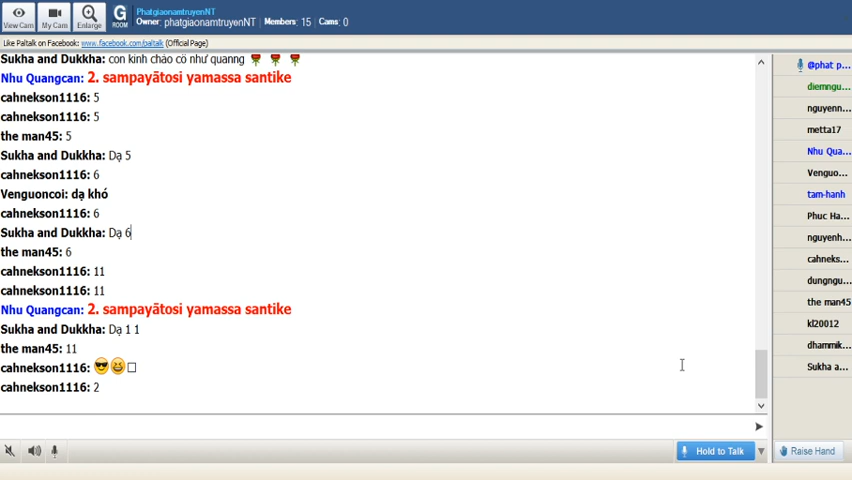 View Cam
My Cam
Enlarge
G
ROOM
PhatgiaonamtruyenNT
Owner: phatgiaonamtruyenNT Members: 15 Cams: 0
Like Paltalk on Facebook: www.facebook.com/paltalk (Official Page)
Sukha and Dukkha: con kinh chào cô như quanng
Nhu Quangcan: 2. sampayātosi yamassa santike
cahnekson1116: 5
cahnekson1116: 5
the man45: 5
Sukha and Dukkha: Dạ 5
cahnekson1116: 6
Venguoncoi: dạ khó
cahnekson1116: 6
Sukha and Dukkha: Dạ 6
the man45: 6
cahnekson1116: 11
cahnekson1116: 11
Nhu Quangcan: 2. sampayātosi yamassa santike
Sukha and Dukkha: Dạ 1 1
the man45: 11
cahnekson1116:
cahnekson1116: 2
@phat p...
diemngu...
nguyenn...
metta17
Nhu Qua...
Venguo...
tam-hanh
Phuc Ha...
nguyenh...
cahneks...
dungngu...
the man45
kl20012
dhammik...
Sukha a...
Hold to Talk
Raise Hand